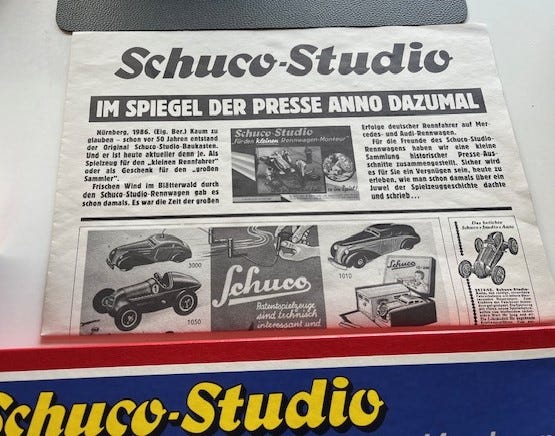 Schuco-Studio
IM SPIEGEL DER PRESSE ANNO DAZUMAL
Nürnberg, 1986. (Eig. Ber.) Kaum zu
glauben – schon vor 50 Jahren entstand
der Original Schuco-Studio-Baukasten.
Und er ist heute aktueller denn je. Als
Spielzeug für den „kleinen Rennfahrer"
oder als Geschenk für den „großen
Sammler".
Frischen Wind im Blätterwald durch
den Schuco-Studio-Rennwagen gab es
schon damals. Es war die Zeit der großen
Schuco Studio
Für den kleinen Rennwagen-Monteur
Erfolge deutscher Rennfahrer auf Mer-
cedes- und Audi-Rennwagen.
Für die Freunde des Schuco-Studio-
Rennwagens haben wir eine kleine
Sammlung historischer Presse-Aus-
schnitte zusammengestellt. Sicher wird
es für Sie ein Vergnügen sein, heute zu
erleben, wie man schon damals über ein
Juwel der Spielzeuggeschichte dachte
und schrieb...
3000
1050
Schuco
Patentspielzeuge
sind technisch
interessant und
1010
Schuco
Schuco-Studio-Auto
Schuco-Studio